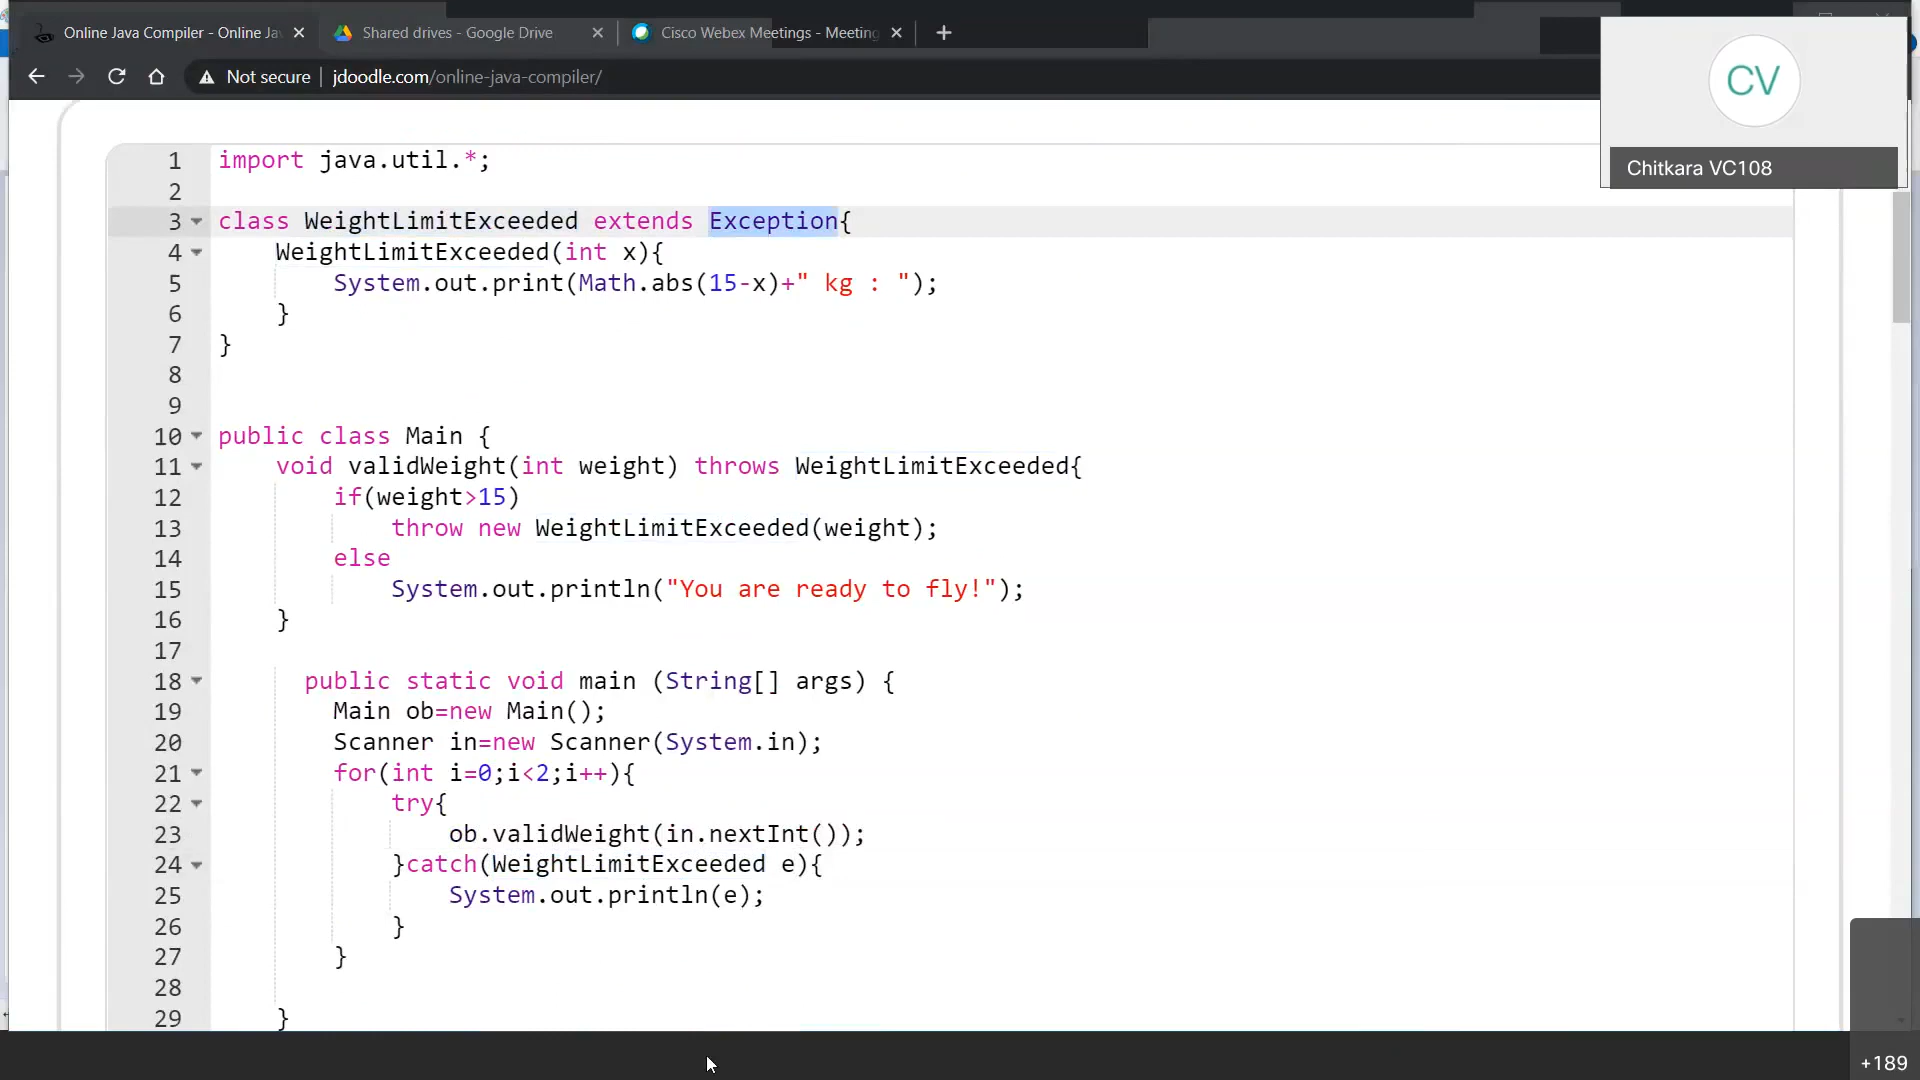 Online Java Compiler - Online Ja
Shared drives - Google Drive
Cisco Webex Meetings - Meeting
Not secure | jdoodle.com/online-java-compiler/
CV
Chitkara VC108
1 import java.util.*;
2
3 class WeightLimitExceeded extends Exception{
4 WeightLimitExceeded(int x){
5 System.out.print(Math.abs(15-x)+" kg : ");
6 }
7 }
8
9
10 public class Main {
11 void validWeight(int weight) throws WeightLimitExceeded{
12 if(weight>15)
13 throw new WeightLimitExceeded(weight);
14 else
15 System.out.println("You are ready to fly!");
16 }
17
18 public static void main (String[] args) {
19 Main ob=new Main();
20 Scanner in=new Scanner(System.in);
21 for(int i=0;i<2;i++){
22 try{
23 ob.validWeight(in.nextInt());
24 }catch(WeightLimitExceeded e){
25 System.out.println(e);
26 }
27 }
28
29 }
+189